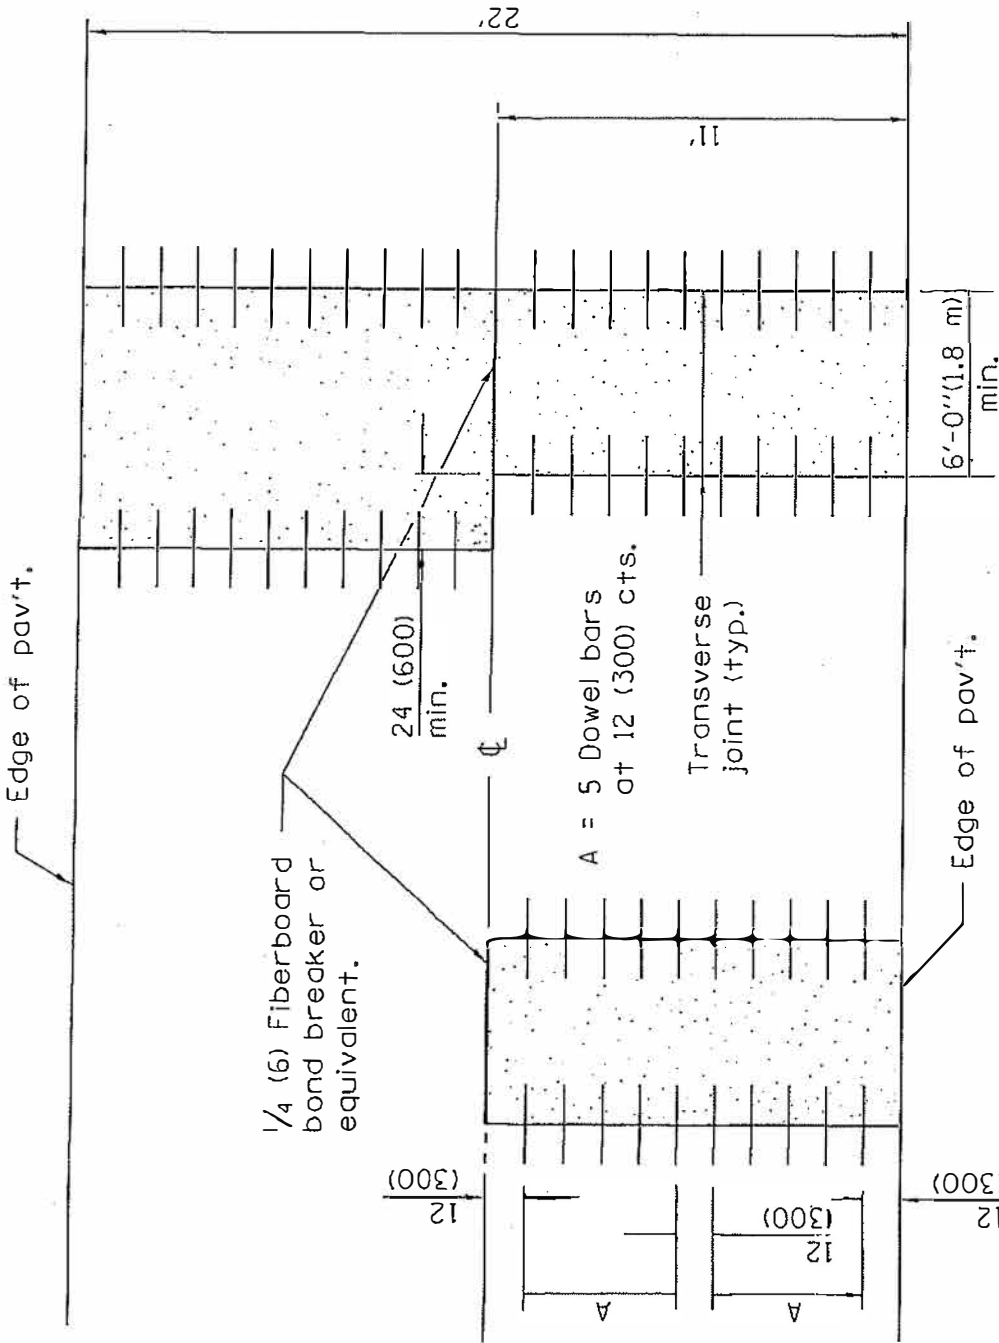 Edge of pav't.
22'
11'
24 (600)
min.
℄
1/4 (6) Fiberboard
bond breaker or
equivalent.
A = 5 Dowel bars
at 12 (300) cts.
Transverse
joint (typ.)
6'-0"(1.8 m)
min.
Edge of pav't.
12
(300)
12
(300)
A
A